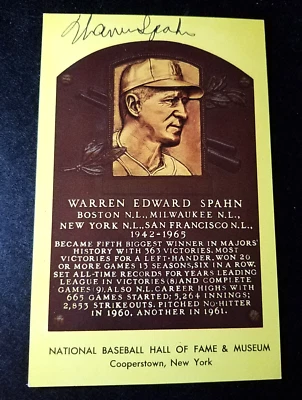 Warren Spahn
WARREN EDWARD SPAHN
BOSTON N.L., MILWAUKEE N.L.,
NEW YORK N.L., SAN FRANCISCO N.L.,
1942-1965
BECAME FIFTH BIGGEST WINNER IN MAJORS'
HISTORY WITH 363 VICTORIES. MOST
VICTORIES FOR A LEFT-HANDER. WON 20
OR MORE GAMES 13 SEASONS, SIX IN A ROW.
SET ALL-TIME RECORDS FOR YEARS LEADING
LEAGUE IN VICTORIES (8) AND COMPLETE
GAMES (9). ALSO N.L. CAREER HIGHS WITH
665 GAMES STARTED; 5,264 INNINGS;
2,853 STRIKEOUTS. PITCHED NO-HITTER
IN 1960, ANOTHER IN 1961.
NATIONAL BASEBALL HALL OF FAME & MUSEUM
Cooperstown, New York